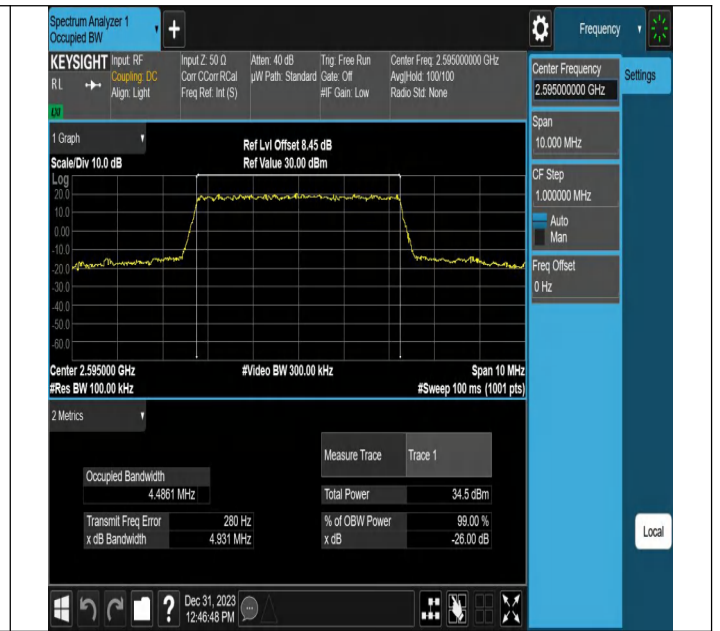 Spectrum Analyzer 1
Occupied BW
+
Frequency
KEYSIGHT
RL
LXI
Input: RF
Coupling: DC
Align: Light
Input Z: 50 Ω
Corr CCorr RCal
Freq Ref: Int (S)
Atten: 40 dB
µW Path: Standard
Trig: Free Run
Gate: Off
#IF Gain: Low
Center Freq: 2.595000000 GHz
Avg|Hold: 100/100
Radio Std: None
Center Frequency
2.595000000 GHz
Settings
Span
10.000 MHz
CF Step
1.000000 MHz
Auto
Man
Freq Offset
0 Hz
Local
1 Graph
Scale/Div 10.0 dB
Ref Lvl Offset 8.45 dB
Ref Value 30.00 dBm
Log
20.0
10.0
0.00
-10.0
-20.0
-30.0
-40.0
-50.0
-60.0
Center 2.595000 GHz
#Res BW 100.00 kHz
#Video BW 300.00 kHz
Span 10 MHz
#Sweep 100 ms (1001 pts)
2 Metrics
Measure Trace Trace 1
Occupied Bandwidth
4.4861 MHz
Total Power 34.5 dBm
Transmit Freq Error 280 Hz
% of OBW Power 99.00 %
x dB Bandwidth 4.931 MHz
x dB -26.00 dB
?
Dec 31, 2023
12:46:48 PM